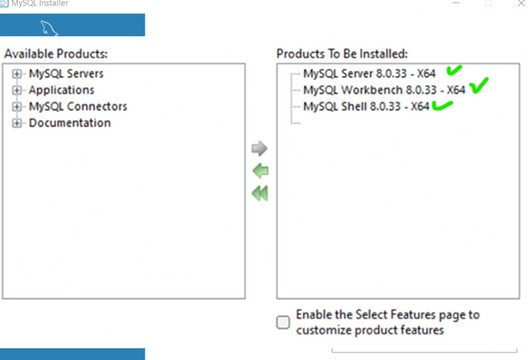 MySQL Installer
Available Products:
MySQL Servers
Applications
MySQL Connectors
Documentation
Products To Be Installed:
MySQL Server 8.0.33 - X64
MySQL Workbench 8.0.33 - X64
MySQL Shell 8.0.33 - X64
Enable the Select Features page to
customize product features